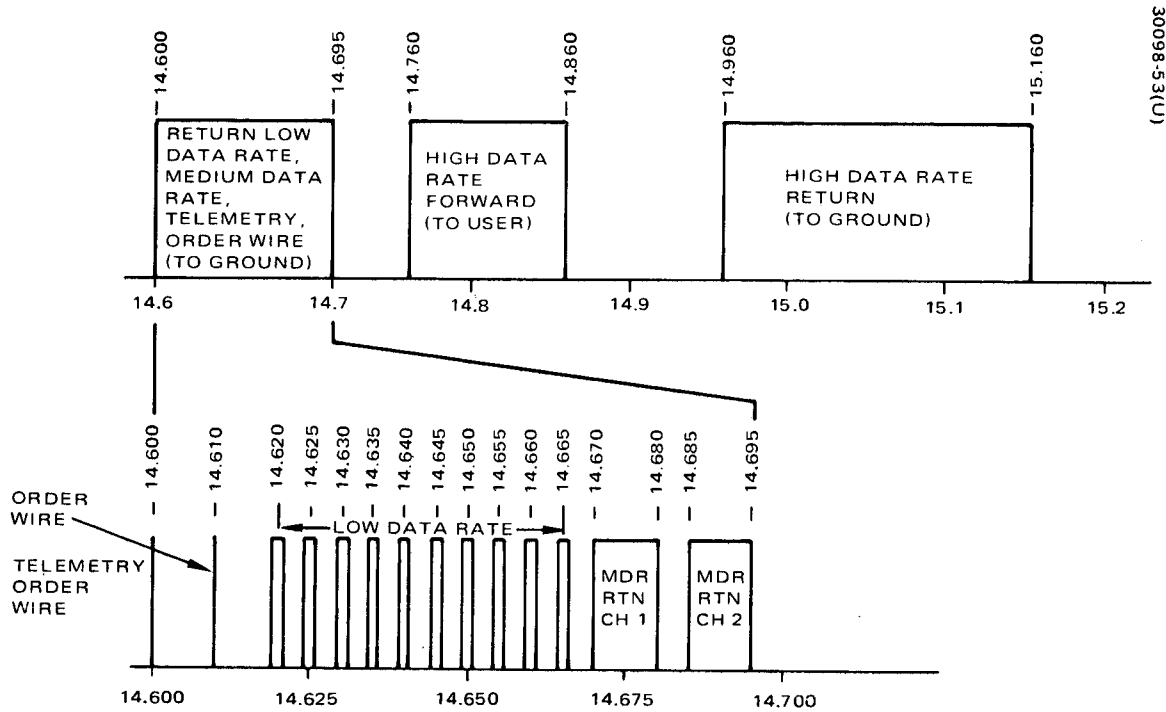 30098-53(U)
14.600
14.695
14.760
14.860
14.960
15.160
RETURN LOW
DATA RATE,
MEDIUM DATA
RATE,
TELEMETRY,
ORDER WIRE
(TO GROUND)
HIGH DATA
RATE
FORWARD
(TO USER)
HIGH DATA RATE
RETURN
(TO GROUND)
14.6
14.7
14.8
14.9
15.0
15.1
15.2
14.600
14.610
14.620
14.625
14.630
14.635
14.640
14.645
14.650
14.655
14.660
14.665
14.670
14.680
14.685
14.695
ORDER
WIRE
LOW DATA RATE
TELEMETRY
ORDER
WIRE
MDR
RTN
CH 1
MDR
RTN
CH 2
14.600
14.625
14.650
14.675
14.700